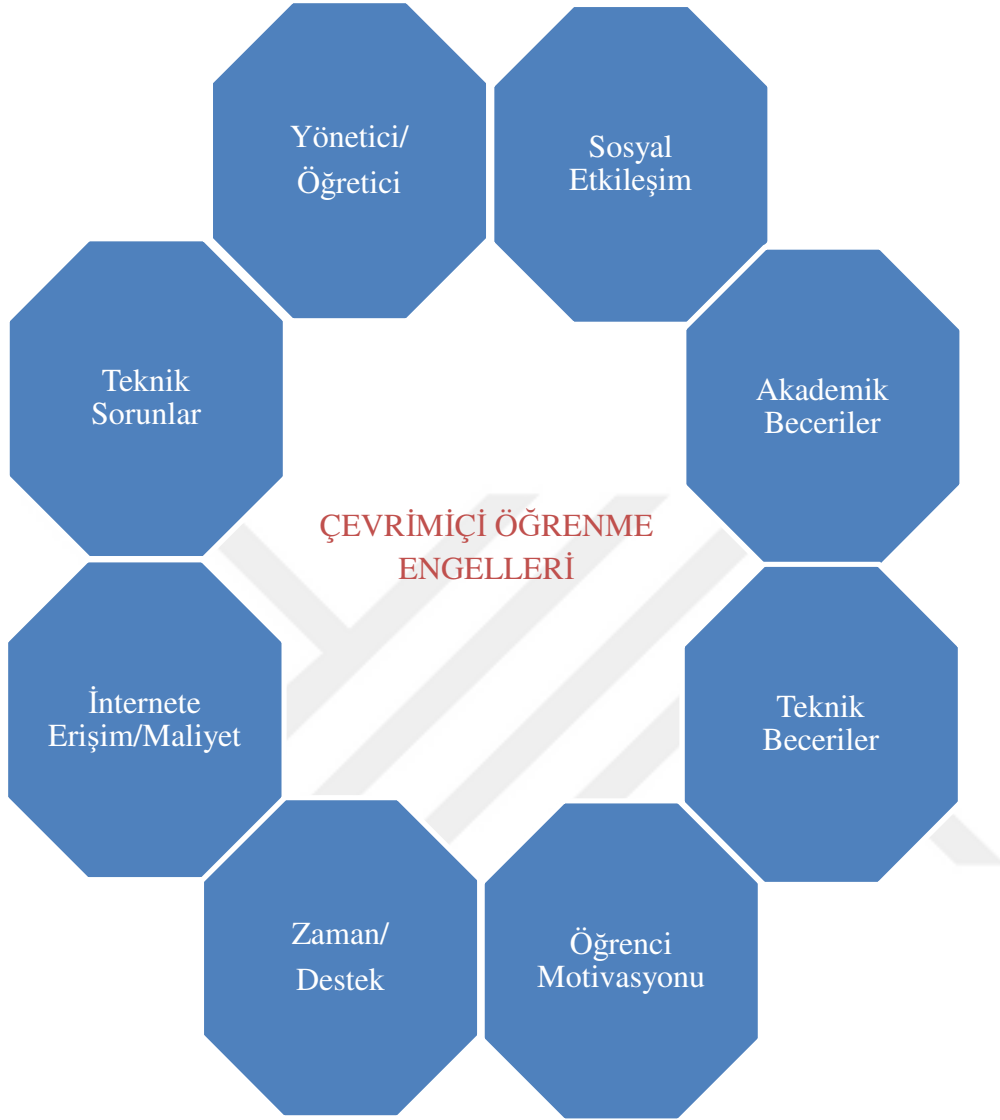 Yönetici/
Öğretici
Sosyal
Etkileşim
Akademik
Beceriler
Teknik
Beceriler
Öğrenci
Motivasyonu
Zaman/
Destek
İnternete
Erişim/Maliyet
Teknik
Sorunlar
ÇEVRİMİÇİ ÖĞRENME
ENGELLERİ